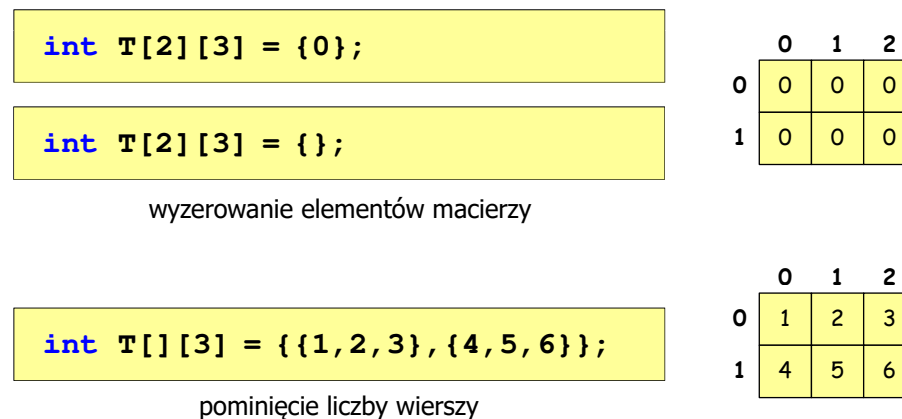 int T[2][3] = {0};
0 1 2
0 0 0 0
int T[2][3] = {};
1 0 0 0
wyzerowanie elementów macierzy
0 1 2
int T[][3] = {{1,2,3},{4,5,6}};
0 1 2 3
1 4 5 6
pominięcie liczby wierszy